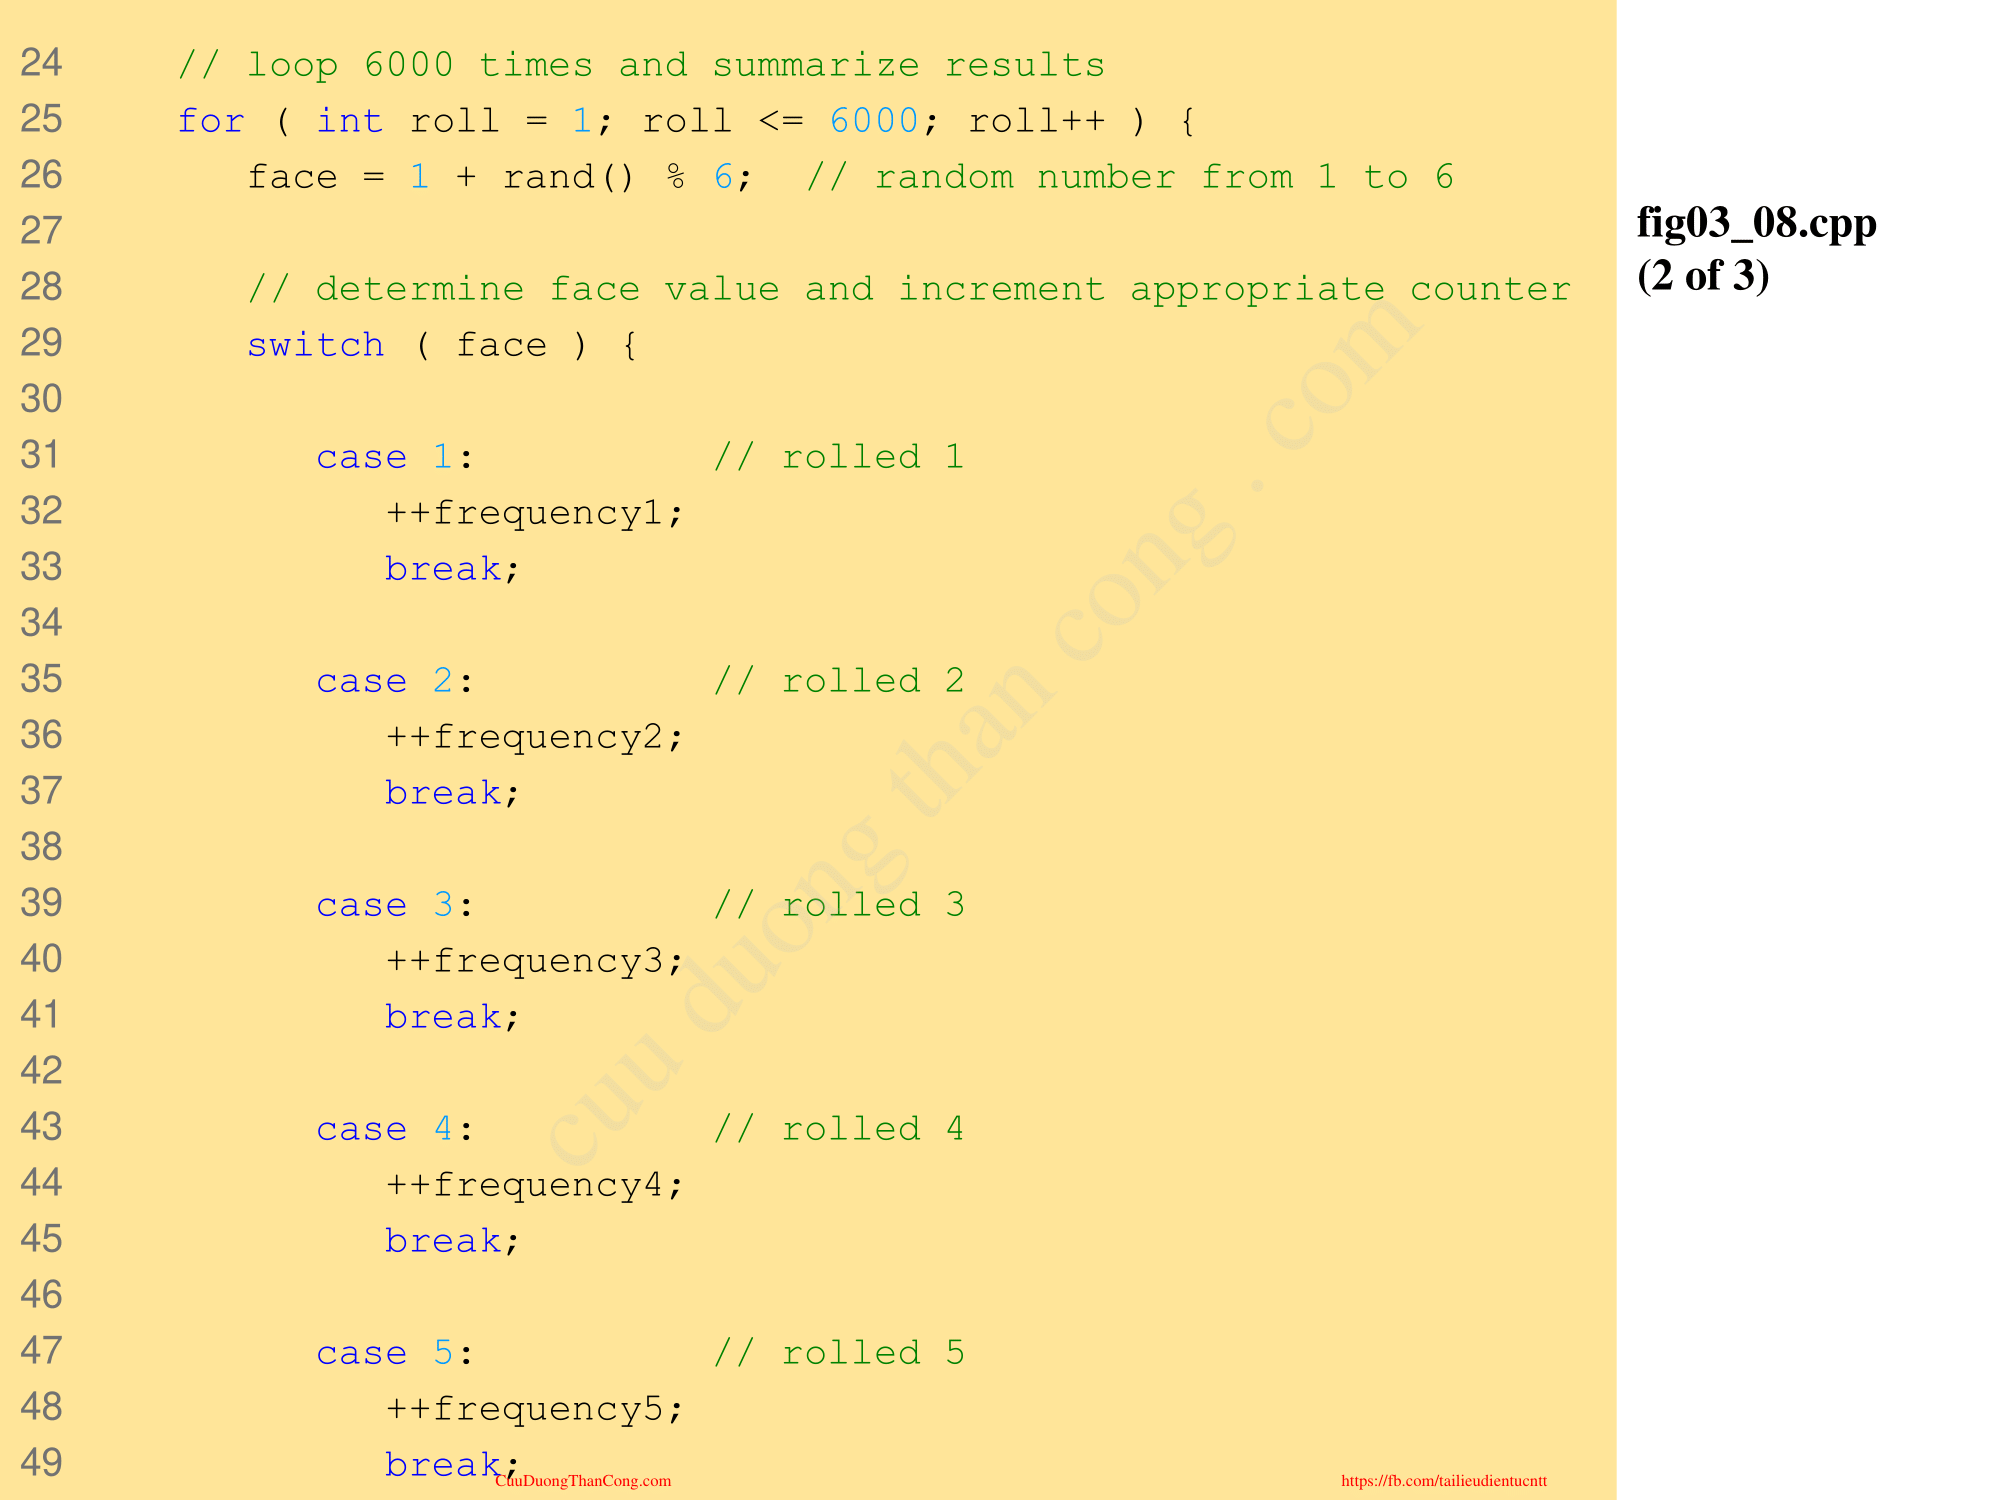 24 // loop 6000 times and summarize results
25 for ( int roll = 1; roll <= 6000; roll++ ) {
26 face = 1 + rand() % 6; // random number from 1 to 6
27
28 // determine face value and increment appropriate counter
29 switch ( face ) {
30
31 case 1: // rolled 1
32 ++frequency1;
33 break;
34
35 case 2: // rolled 2
36 ++frequency2;
37 break;
38
39 case 3: // rolled 3
40 ++frequency3;
41 break;
42
43 case 4: // rolled 4
44 ++frequency4;
45 break;
46
47 case 5: // rolled 5
48 ++frequency5;
49 break;
fig03_08.cpp
(2 of 3)
cuu duong than cong . com
CuuDuongThanCong.com
https://fb.com/tailieudientucntt